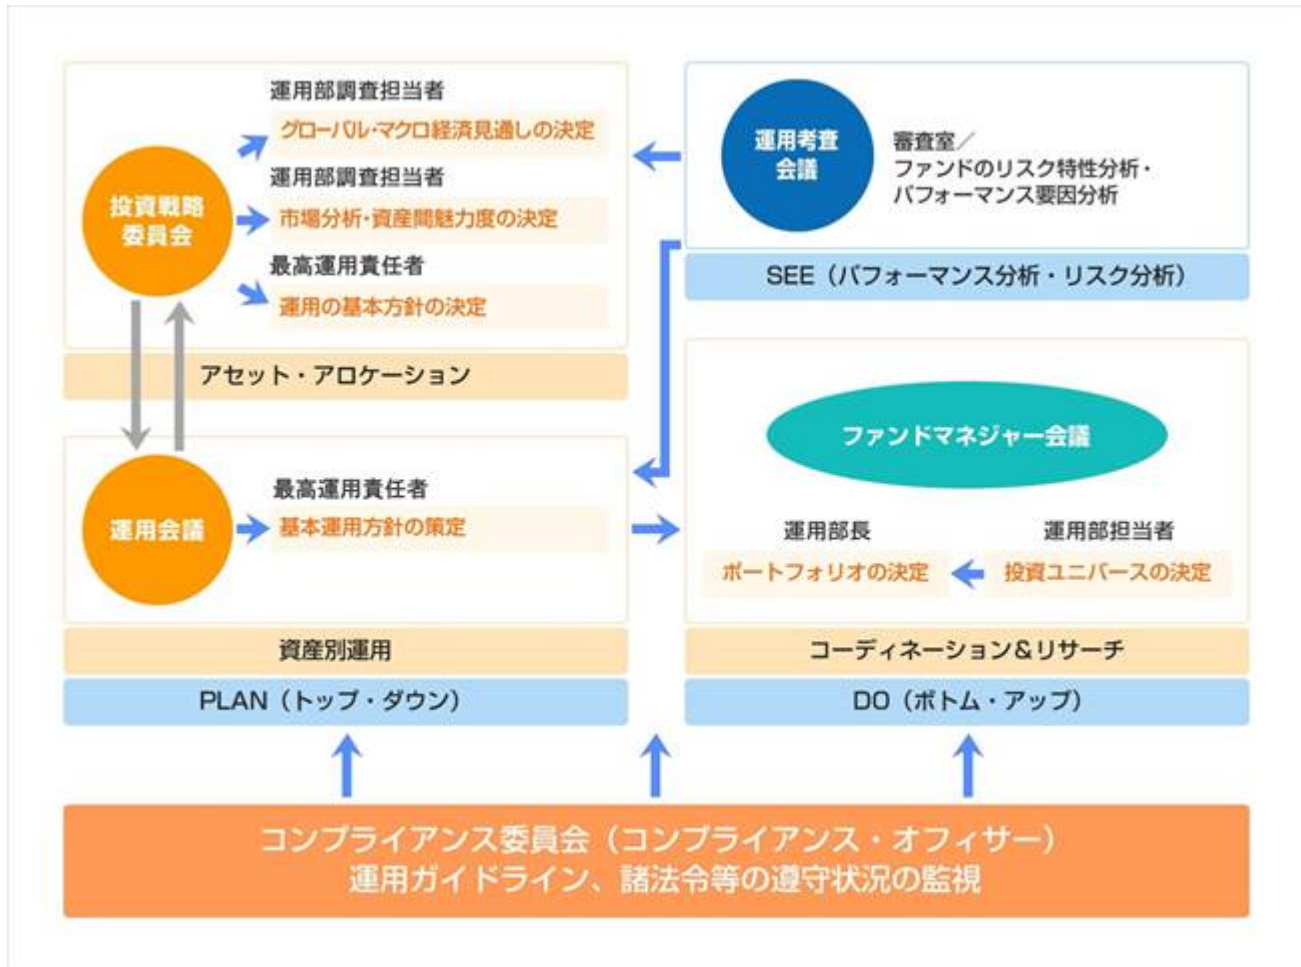 運用部調査担当者
グローバル・マクロ経済見通しの決定
運用部調査担当者
市場分析・資産間魅力度の決定
最高運用責任者
運用の基本方針の決定
投資戦略
委員会
アセット・アロケーション
運用考査
会議
審査室／
ファンドのリスク特性分析・
パフォーマンス要因分析
SEE（パフォーマンス分析・リスク分析）
運用会議
最高運用責任者
基本運用方針の策定
資産別運用
PLAN（トップ・ダウン）
ファンドマネジャー会議
運用部長
運用部担当者
ポートフォリオの決定
投資ユニバースの決定
コーディネーション＆リサーチ
DO（ボトム・アップ）
コンプライアンス委員会（コンプライアンス・オフィサー）
運用ガイドライン、諸法令等の遵守状況の監視